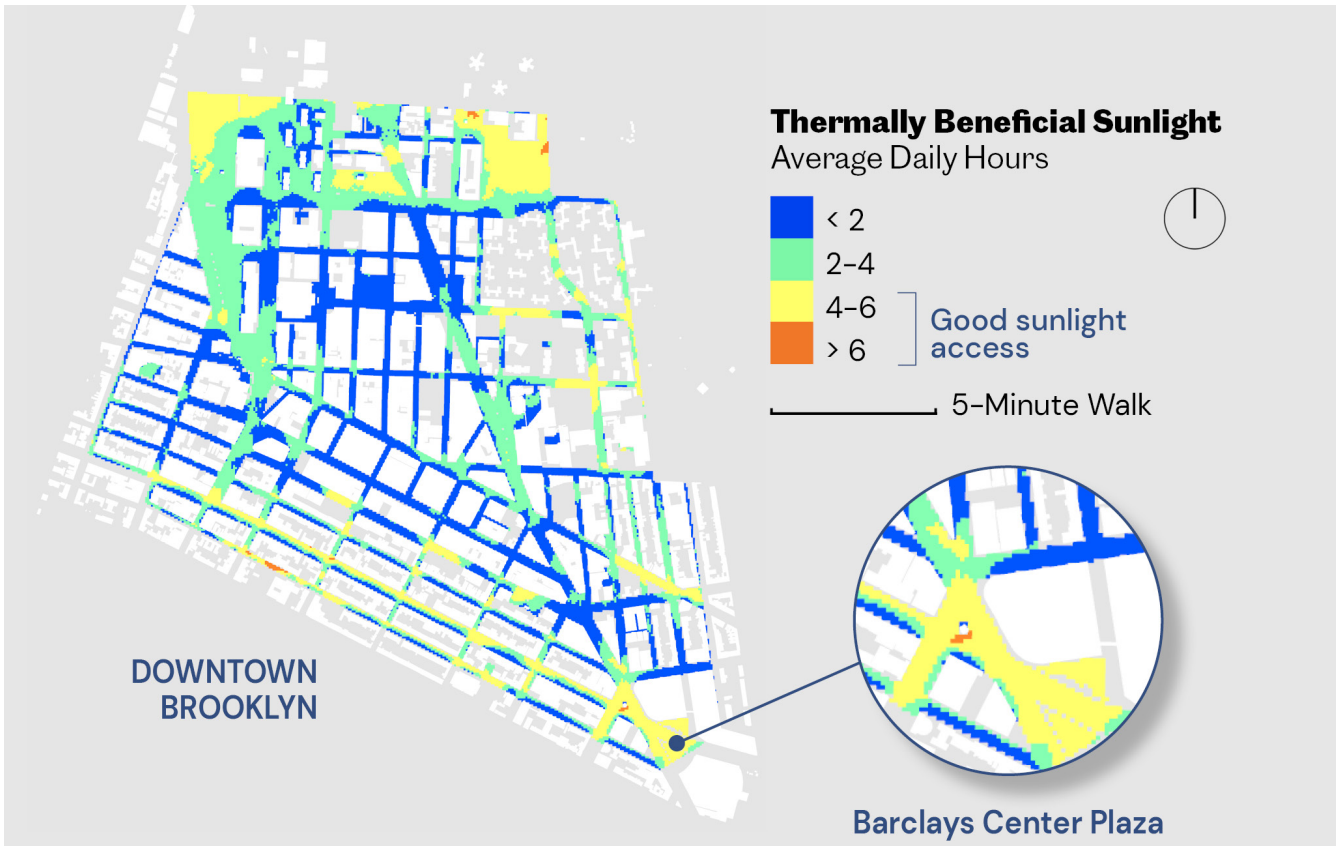 Thermally Beneficial Sunlight
Average Daily Hours
< 2
2–4
4–6
> 6
Good sunlight
access
5–Minute Walk
DOWNTOWN
BROOKLYN
Barclays Center Plaza